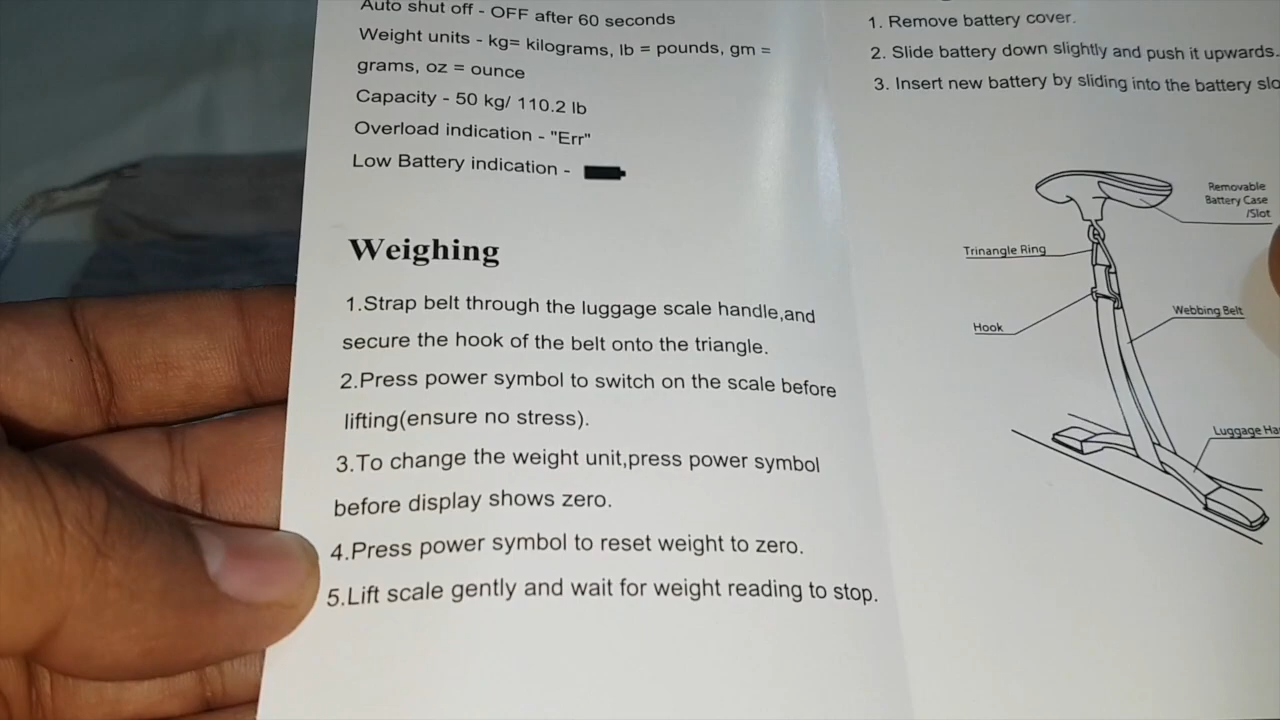 Auto shut off - OFF after 60 seconds
Weight units - kg= kilograms, lb = pounds, gm =
grams, oz = ounce
Capacity - 50 kg/ 110.2 lb
Overload indication - "Err"
Low Battery indication -
Weighing
1.Strap belt through the luggage scale handle,and
secure the hook of the belt onto the triangle.
2.Press power symbol to switch on the scale before
lifting(ensure no stress).
3.To change the weight unit,press power symbol
before display shows zero.
4.Press power symbol to reset weight to zero.
5.Lift scale gently and wait for weight reading to stop.
1. Remove battery cover.
2. Slide battery down slightly and push it upwards.
3. Insert new battery by sliding into the battery
Removable
Battery Case
/Slot
Trinangle Ring
Hook
Webbing Belt
Luggage